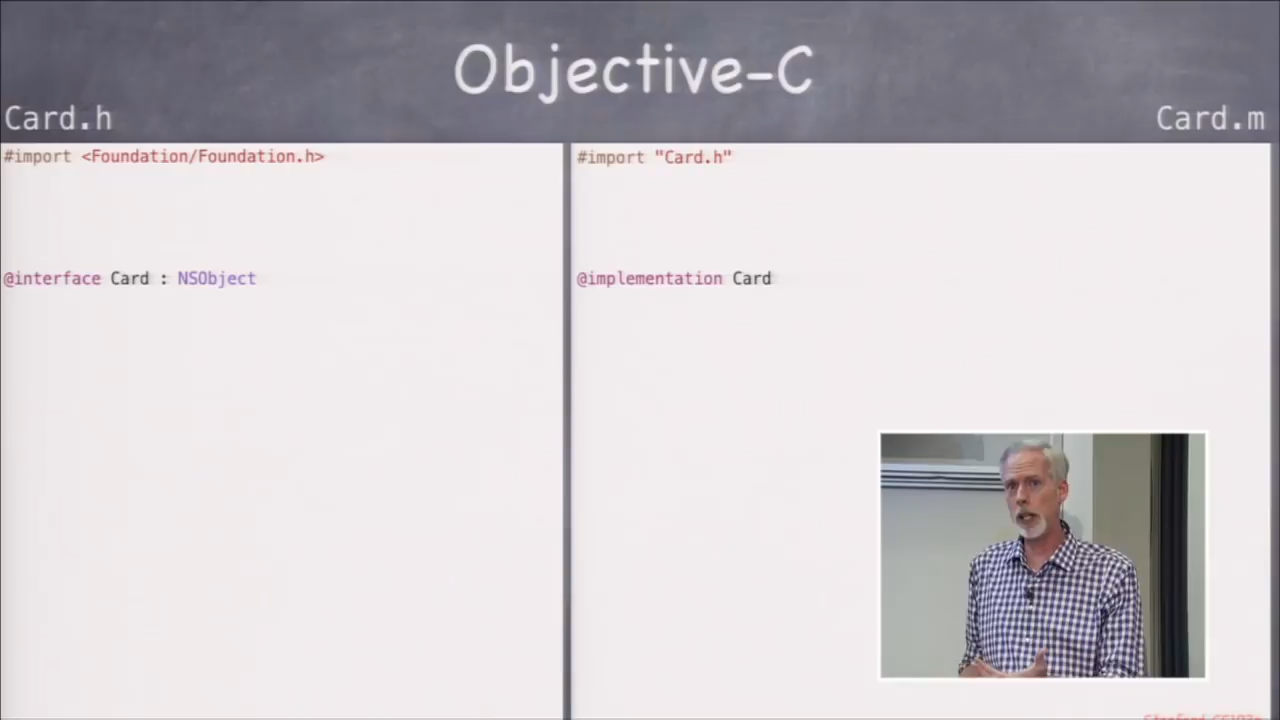 Objective-C
Card.h
Card.m
#import <Foundation/Foundation.h>
@interface Card : NSObject
#import "Card.h"
@implementation Card